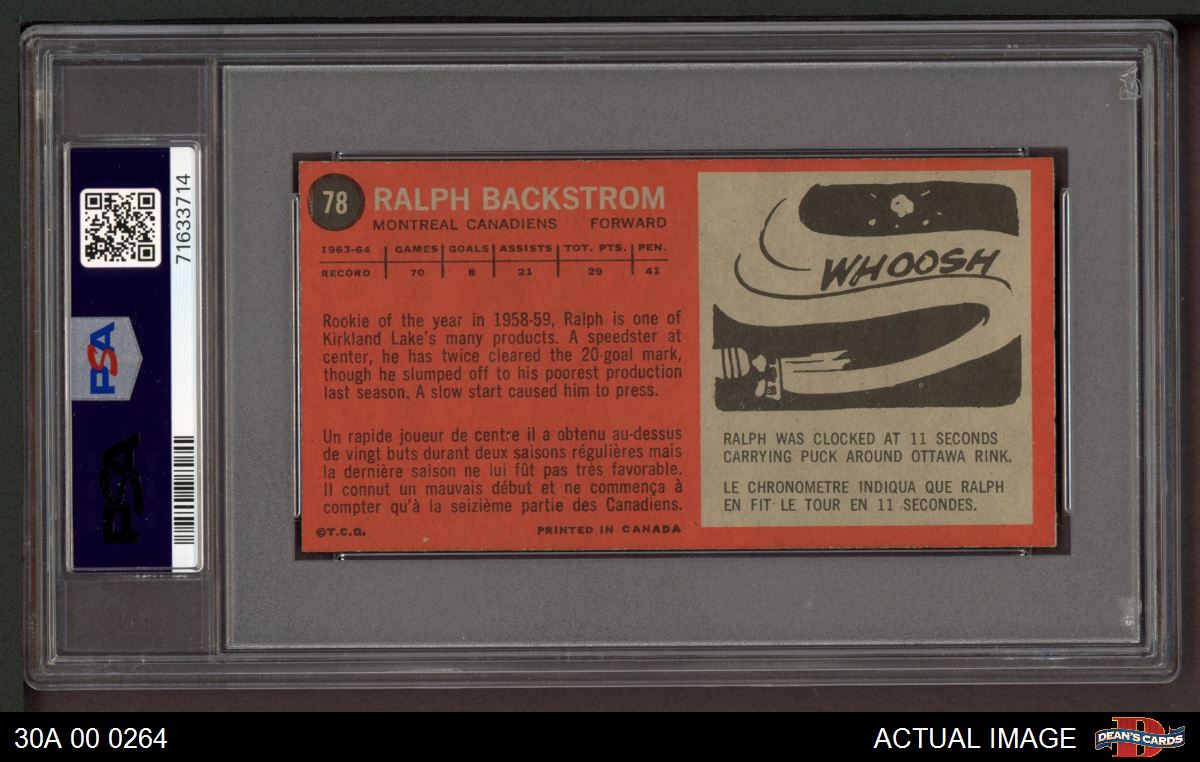 71633714
PSA
PSA
78
RALPH BACKSTROM
MONTREAL CANADIENS FORWARD
1963-64 GAMES GOALS ASSISTS TOT. PTS. PEN.
RECORD 70 8 21 29 41
Rookie of the year in 1958-59, Ralph is one of
Kirkland Lake's many products. A speedster at
center, he has twice cleared the 20-goal mark,
though he slumped off to his poorest production
last season. A slow start caused him to press.
Un rapide joueur de centre il a obtenu au-dessus
de vingt buts durant deux saisons régulières mais
la dernière saison ne lui fût pas très favorable.
Il connut un mauvais début et ne commença à
compter qu'à la seizième partie des Canadiens.
©T.C.G. PRINTED IN CANADA
WHOOSH
RALPH WAS CLOCKED AT 11 SECONDS
CARRYING PUCK AROUND OTTAWA RINK.
LE CHRONOMETRE INDIQUA QUE RALPH
EN FIT LE TOUR EN 11 SECONDES.
30A 00 0264
ACTUAL IMAGE
DEAN'S CARDS